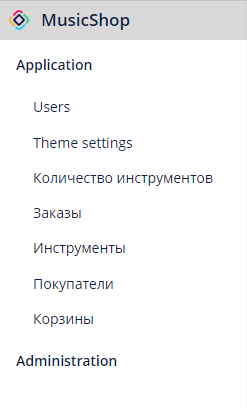 MusicShop
Application
Users
Theme settings
Количество инструментов
Заказы
Инструменты
Покупатели
Корзины
Administration